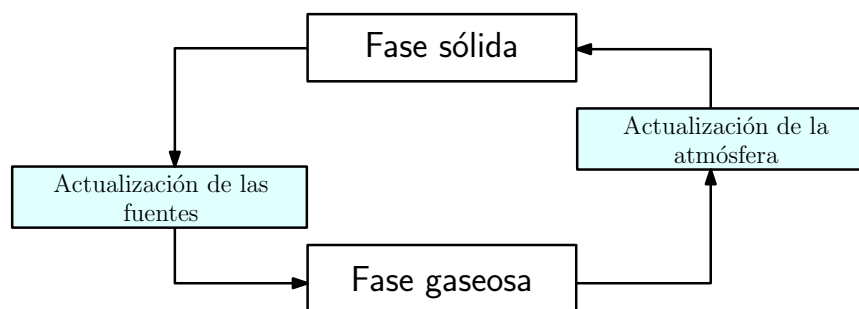 Fase sólida
Actualización de la
atmósfera
Actualización de las
fuentes
Fase gaseosa